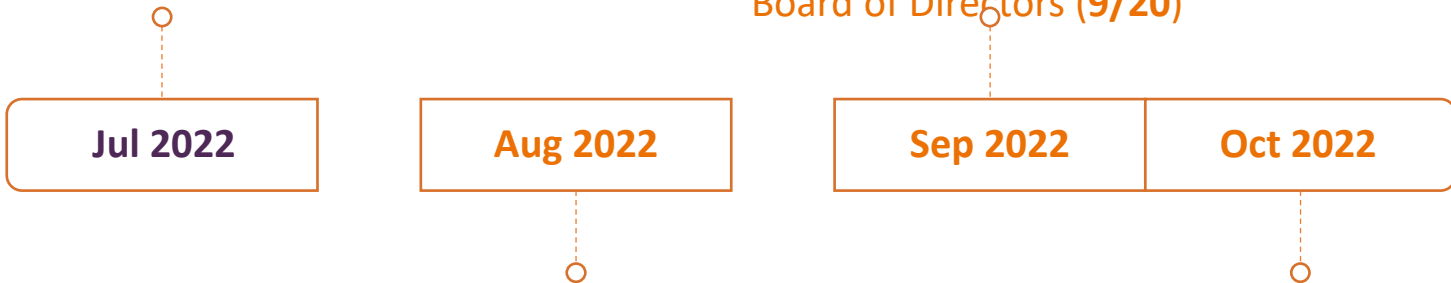 Board of Directors (9/20)
Jul 2022
Aug 2022
Sep 2022
Oct 2022